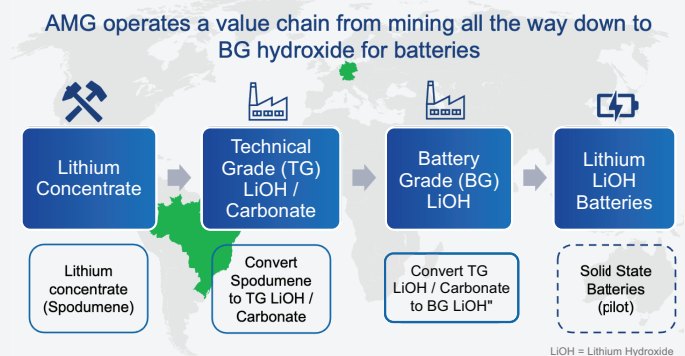 AMG operates a value chain from mining all the way down to
BG hydroxide for batteries
Lithium
Concentrate
Technical
Grade (TG)
LiOH /
Carbonate
Battery
Grade (BG)
LiOH
Lithium
LiOH
Batteries
Lithium
concentrate
(Spodumene)
Convert
Spodumene
to TG LiOH /
Carbonate
Convert TG
LiOH / Carbonate
to BG LiOH"
Solid State
Batteries
(pilot)
LiOH = Lithium Hydroxide